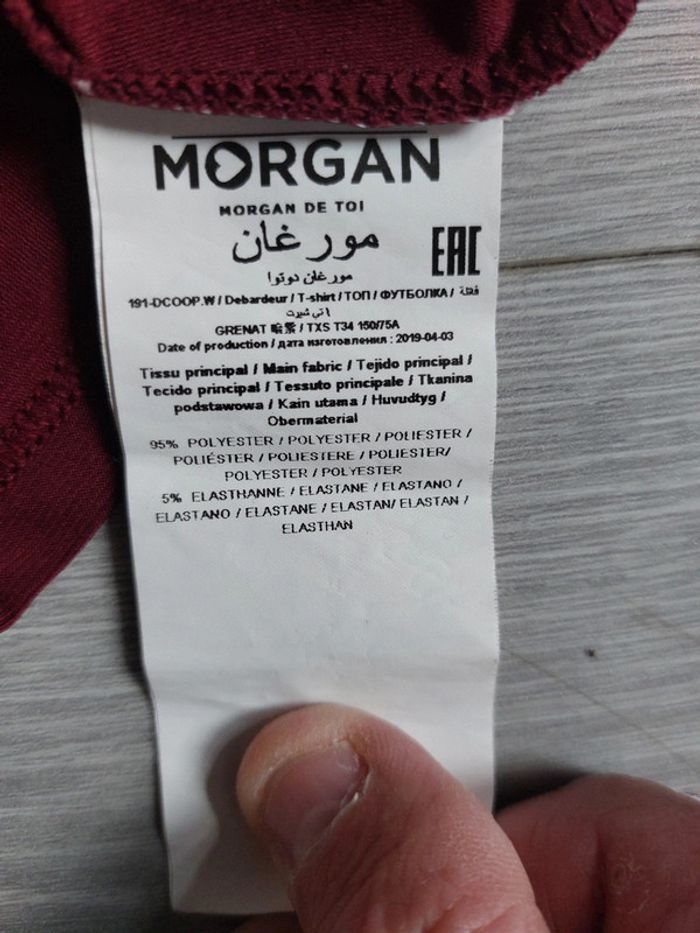 MORGAN
MORGAN DE TOI
مورغان
EAC
مورغان دوتوا
191-DCOOP.W / Debardeur / T-shirt / ТОП / ФУТБОЛКА /
تي شيرت
GRENAT / TXS T34 150/75A
Date of production / дата изготовления : 2019-04-03
Tissu principal / Main fabric / Tejido principal /
Tecido principal / Tessuto principale / Tkanina
podstawowa / Kain utama / Huvudtyg /
Obermaterial
95% POLYESTER / POLYESTER / POLIESTER /
POLIÉSTER / POLIESTERE / POLIESTER/
POLYESTER / POLYESTER
5% ELASTHANNE / ELASTANE / ELASTANO /
ELASTANO / ELASTANE / ELASTAN/ ELASTAN /
ELASTHAN